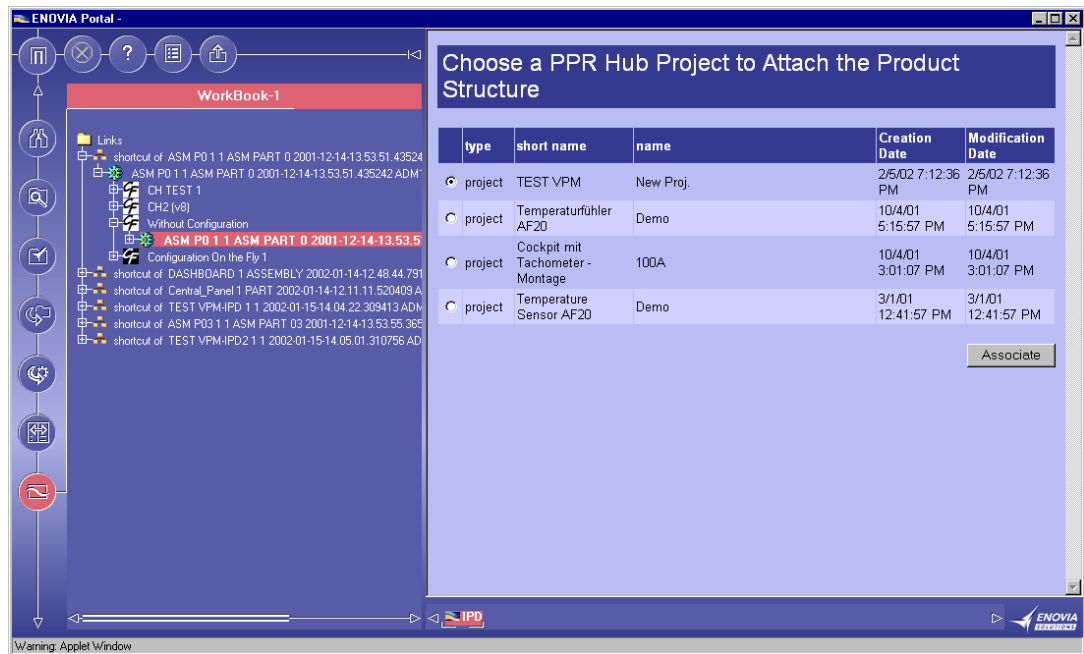 ENOVIA Portal -
WorkBook-1
Links
shortcut of ASM P0 1 1 ASM PART 0 2001-12-14-13.53.51.43524
ASM P0 1 1 ASM PART 0 2001-12-14-13.53.51.435242 ADM
CH TEST 1
CH2 (v8)
Without Configuration
ASM P0 1 1 ASM PART 0 2001-12-14-13.53.5
Configuration On the Fly 1
shortcut of DASHBOARD 1 ASSEMBLY 2002-01-14-12.48.44.791
shortcut of Central_Panel 1 PART 2002-01-14-12.11.11.520409 A
shortcut of TEST VPM-IPD 1 1 2002-01-15-14.04.22.309413 ADM
shortcut of ASM P03 1 1 ASM PART 03 2001-12-14-13.53.55.365
shortcut of TEST VPM-IPD2 1 1 2002-01-15-14.05.01.310756 AD
Choose a PPR Hub Project to Attach the Product
Structure
type short name name Creation Date Modification Date
project TEST VPM New Proj. 2/5/02 7:12:36 PM 2/5/02 7:12:36 PM
project Temperaturfühler AF20 Demo 10/4/01 5:15:57 PM 10/4/01 5:15:57 PM
project Cockpit mit Tachometer - Montage 100A 10/4/01 3:01:07 PM 10/4/01 3:01:07 PM
project Temperature Sensor AF20 Demo 3/1/01 12:41:57 PM 3/1/01 12:41:57 PM
Associate
IPD
ENOVIA
SOLUTIONS
Warning: Applet Window